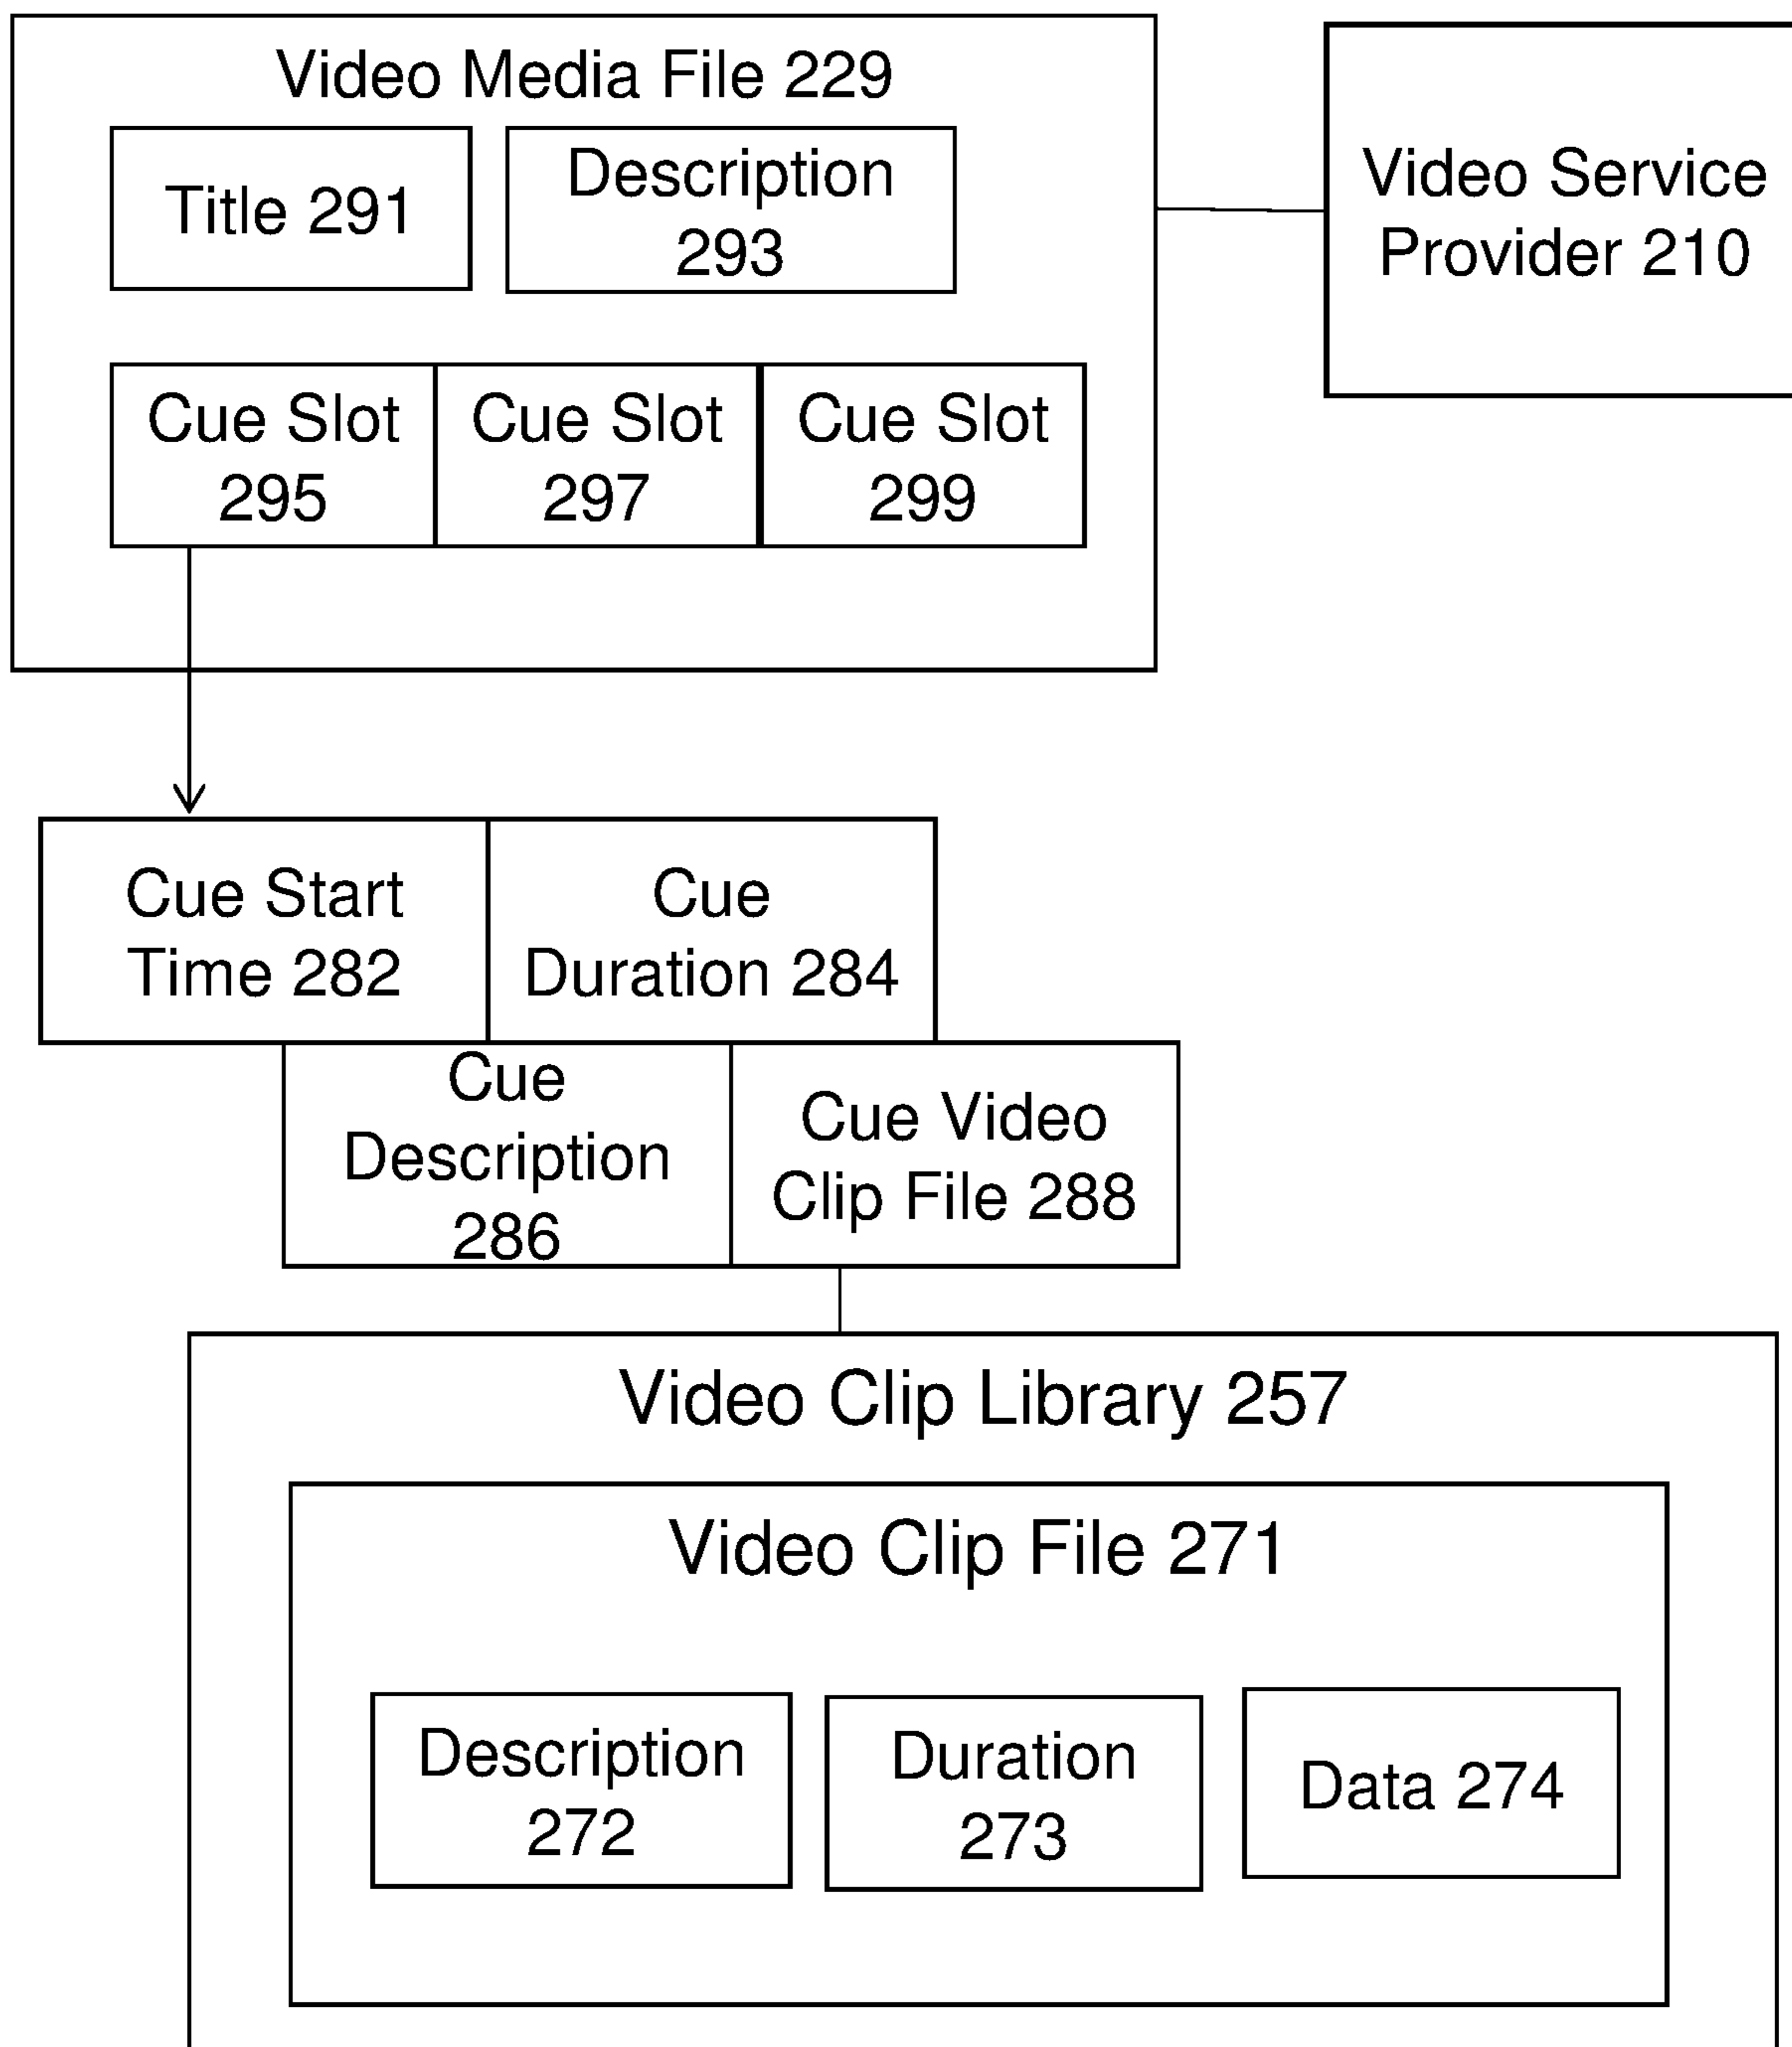 Video Media File 229
Title 291
Description
293
Video Service
Provider 210
Cue Slot
295
Cue Slot
297
Cue Slot
299
Cue Start
Time 282
Cue
Duration 284
Cue
Description
286
Cue Video
Clip File 288
Video Clip Library 257
Video Clip File 271
Description
272
Duration
273
Data 274